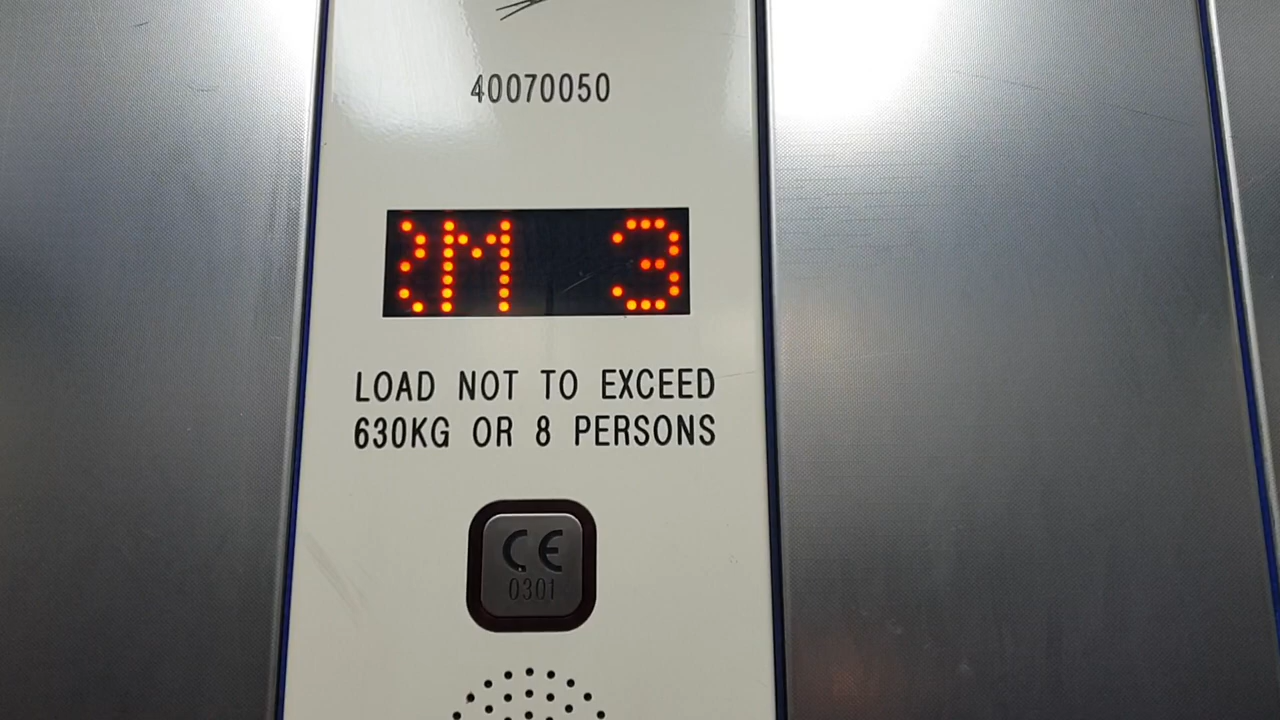 40070050
M 3
LOAD NOT TO EXCEED
630KG OR 8 PERSONS
CE
0301